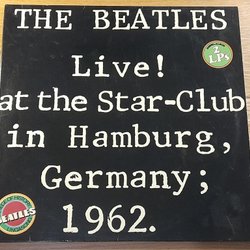 THE BEATLES
Live!
2
LPs
at the Star-Club
in Hamburg,
Germany;
1962.
BEATLES